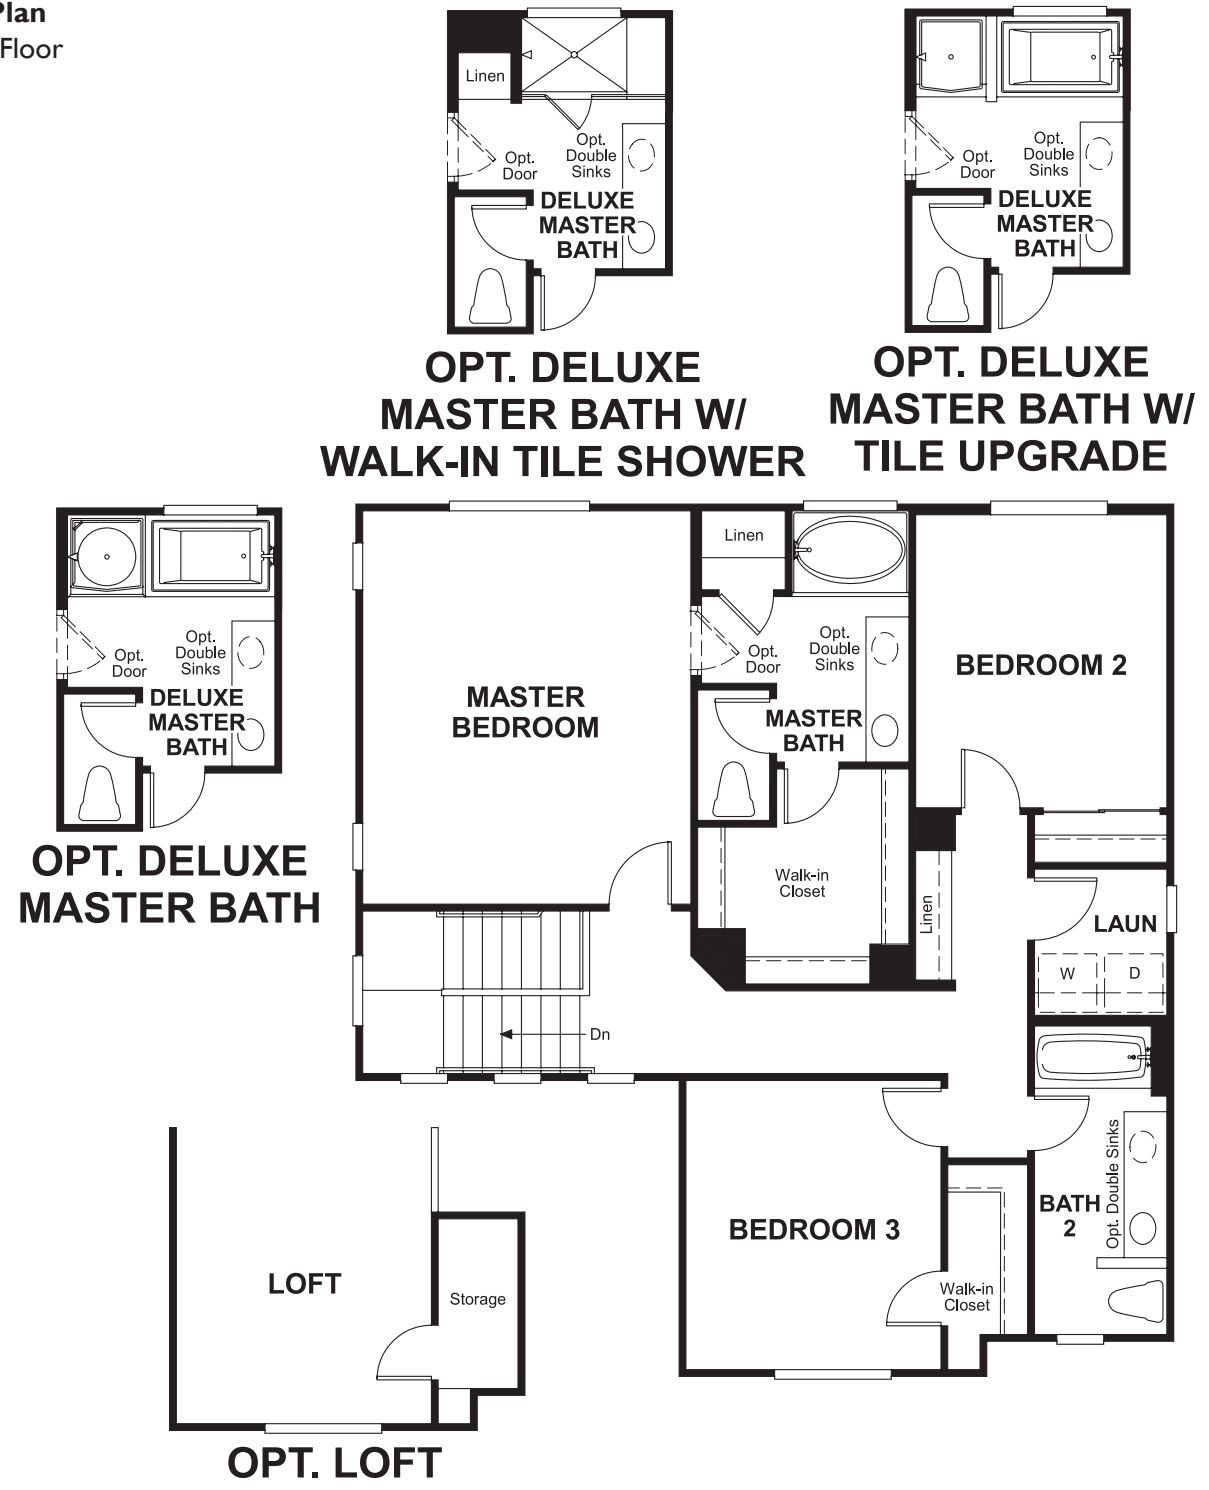 Plan
Floor
Linen
Opt.
Double
Sinks
Opt.
Door
DELUXE
MASTER
BATH
OPT. DELUXE
MASTER BATH W/
WALK-IN TILE SHOWER
Opt.
Double
Sinks
Opt.
Door
DELUXE
MASTER
BATH
OPT. DELUXE
MASTER BATH W/
TILE UPGRADE
Opt.
Double
Sinks
Opt.
Door
DELUXE
MASTER
BATH
OPT. DELUXE
MASTER BATH
MASTER
BEDROOM
Linen
Opt.
Double
Sinks
Opt.
Door
MASTER
BATH
BEDROOM 2
Walk-in
Closet
Linen
LAUN
W
D
Dn
BEDROOM 3
Walk-in
Closet
BATH
2
Opt. Double Sinks
LOFT
Storage
OPT. LOFT